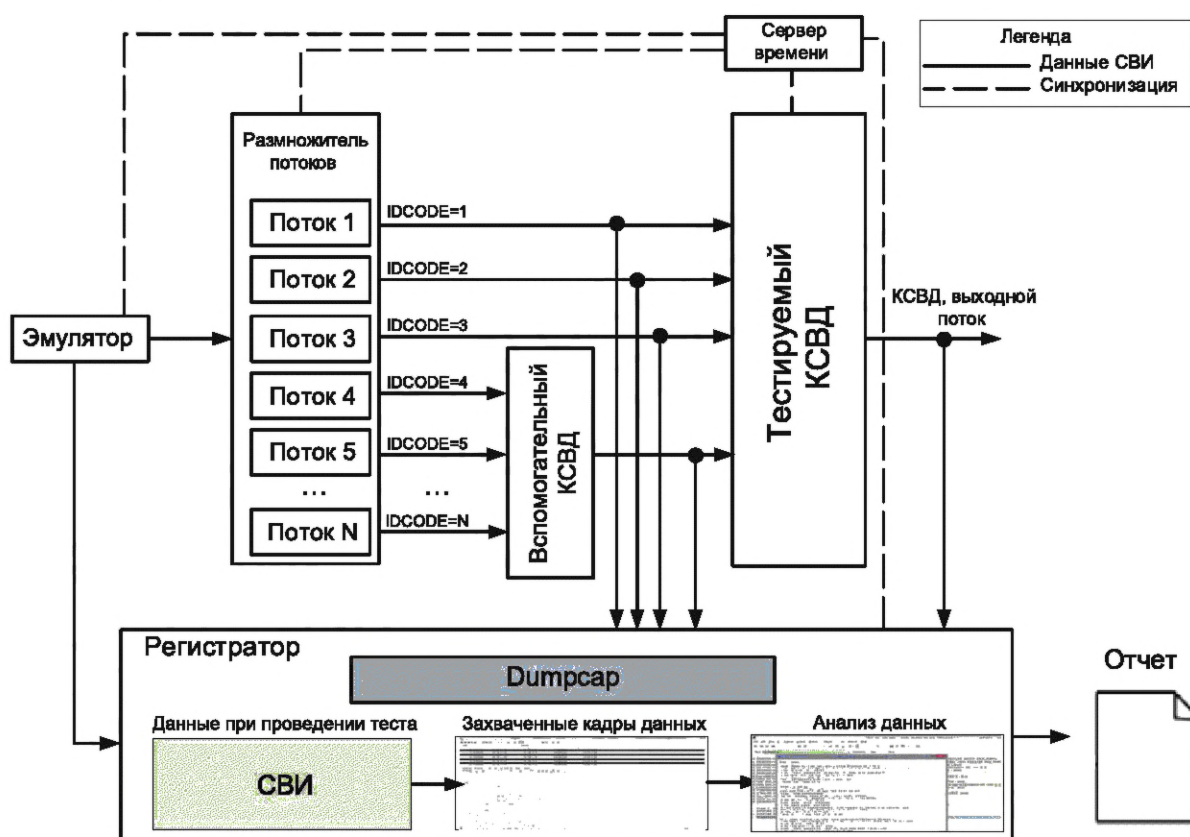 Сервер
времени
Легенда
Данные СВИ
Синхронизация
Размножитель
потоков
Поток 1
IDCODE=1
Поток 2
IDCODE=2
Поток 3
IDCODE=3
Поток 4
IDCODE=4
Поток 5
IDCODE=5
...
...
Поток N
IDCODE=N
Эмулятор
Вспомогательный
КСВД
Тестируемый
КСВД
КСВД, выходной
поток
Регистратор
Dumpcap
Данные при проведении теста
Захваченные кадры данных
Анализ данных
СВИ
Отчет